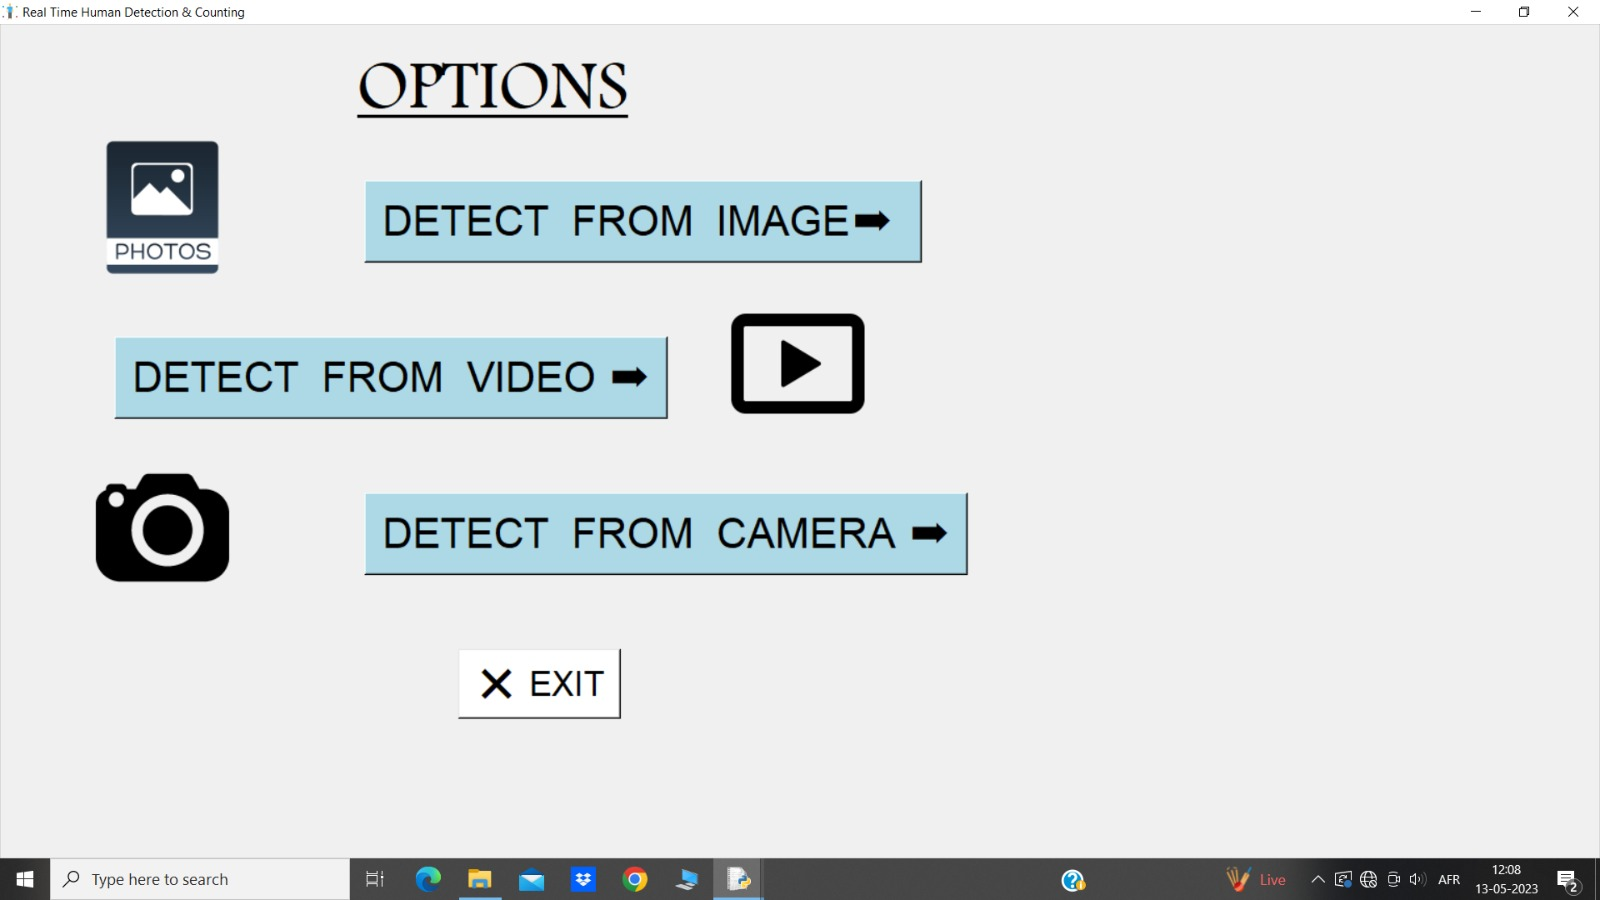 Real Time Human Detection & Counting
OPTIONS
PHOTOS
DETECT FROM IMAGE➡
DETECT FROM VIDEO ➡
DETECT FROM CAMERA ➡
❌ EXIT
Type here to search
Live
AFR
12:08
13-05-2023
2